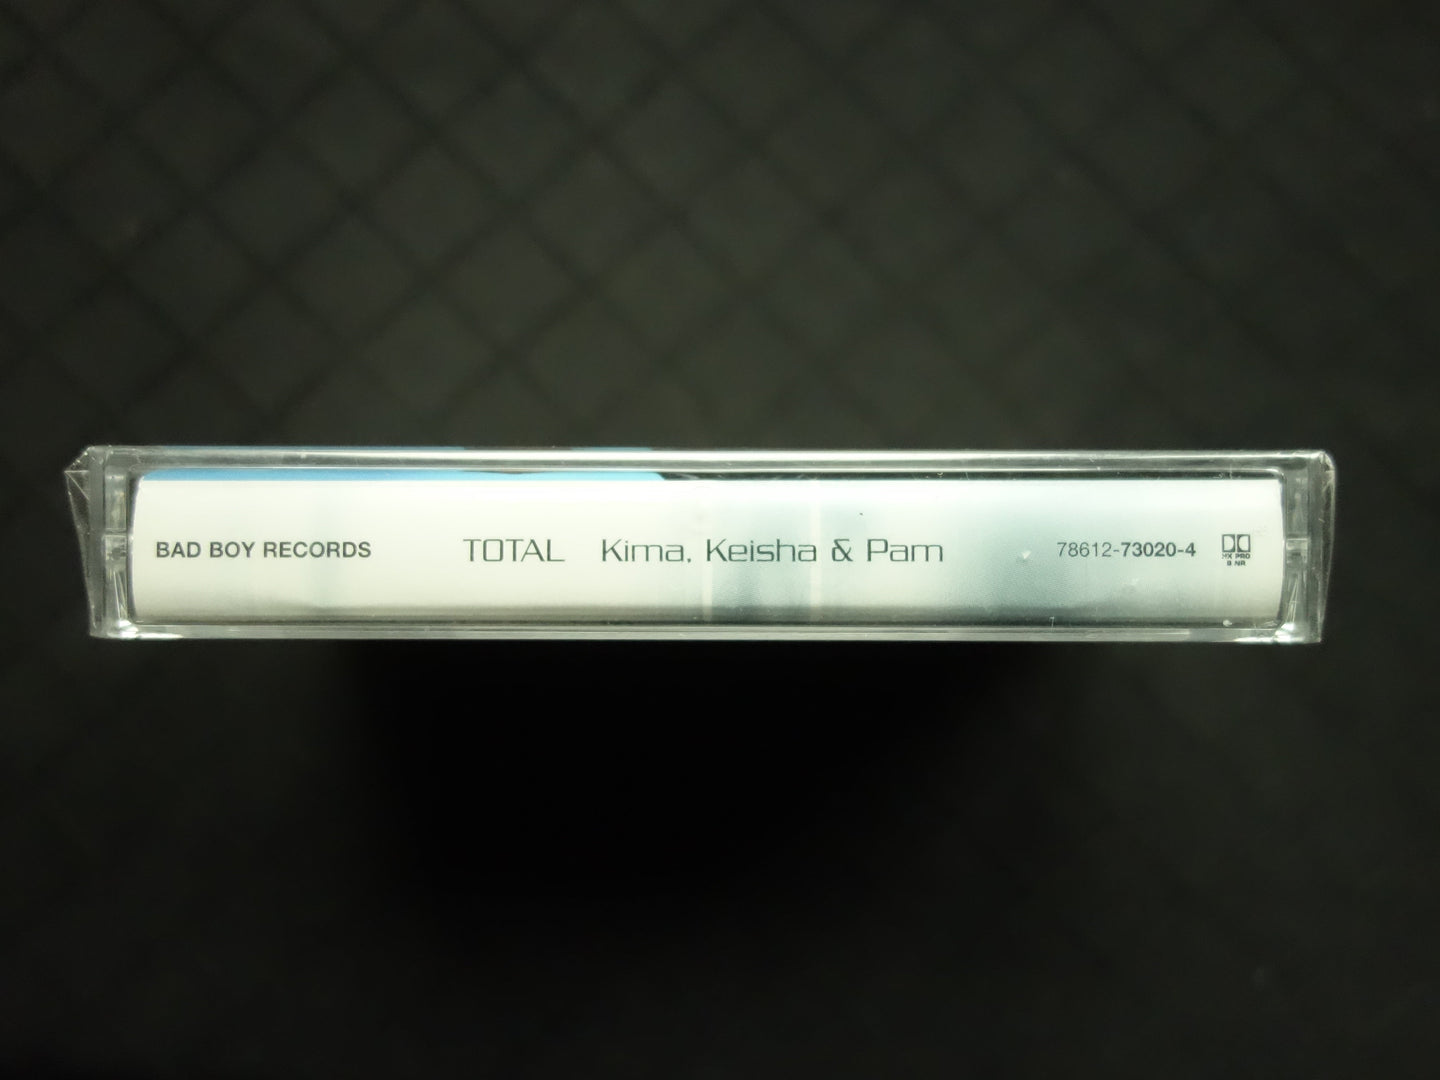 BAD BOY RECORDS TOTAL Kima, Keisha & Pam 78612-73020-4
HX PRO
B NR